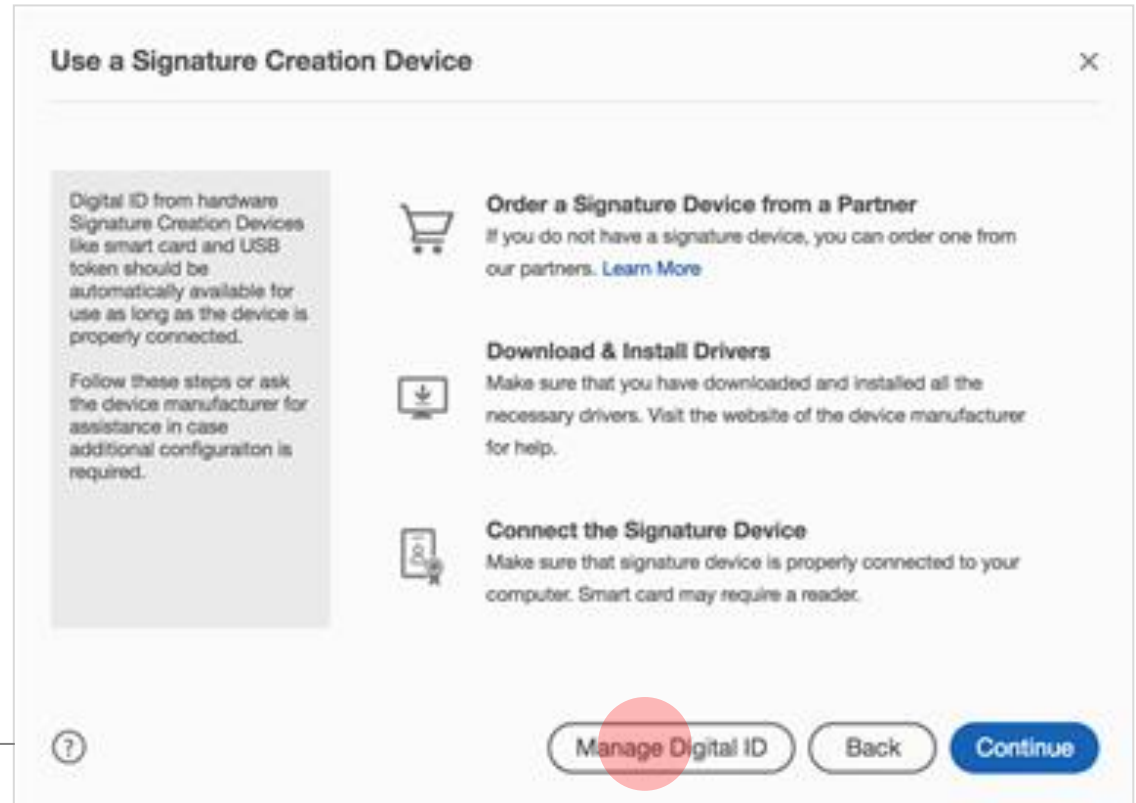 Use a Signature Creation Device
Digital ID from hardware
Signature Creation Devices
like smart card and USB
token should be
automatically available for
use as long as the device is
properly connected.
Follow these steps or ask
the device manufacturer for
assistance in case
additional configuraiton is
required.
Order a Signature Device from a Partner
If you do not have a signature device, you can order one from
our partners. Learn More
Download & Install Drivers
Make sure that you have downloaded and installed all the
necessary drivers. Visit the website of the device manufacturer
for help.
Connect the Signature Device
Make sure that signature device is properly connected to your
computer. Smart card may require a reader.
? Manage Digital ID Back Continue